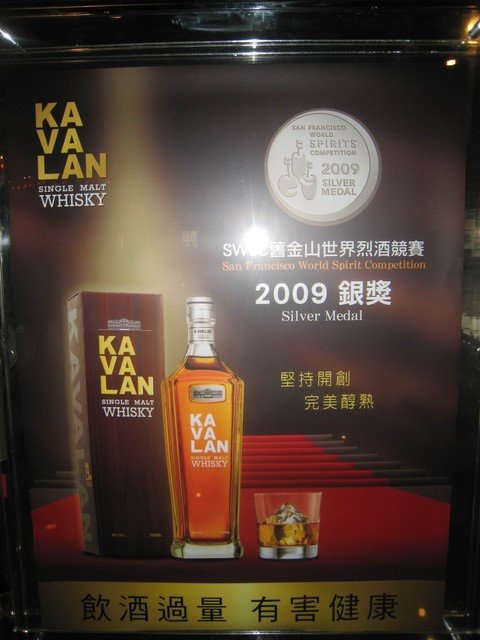 KA
VA
LAN
SINGLE MALT
WHISKY
SAN FRANCISCO
WORLD
SPIRITS
COMPETITION
2009
SILVER
MEDAL
舊金山世界烈酒競賽
San Francisco World Spirit Competition
2009 銀獎
Silver Medal
堅持開創
完美醇熟
KAVALAN
KA
VA
LAN
SINGLE MALT
WHISKY
KAVALAN
KA
VA
LAN
SINGLE MALT
WHISKY
飲酒過量 有害健康